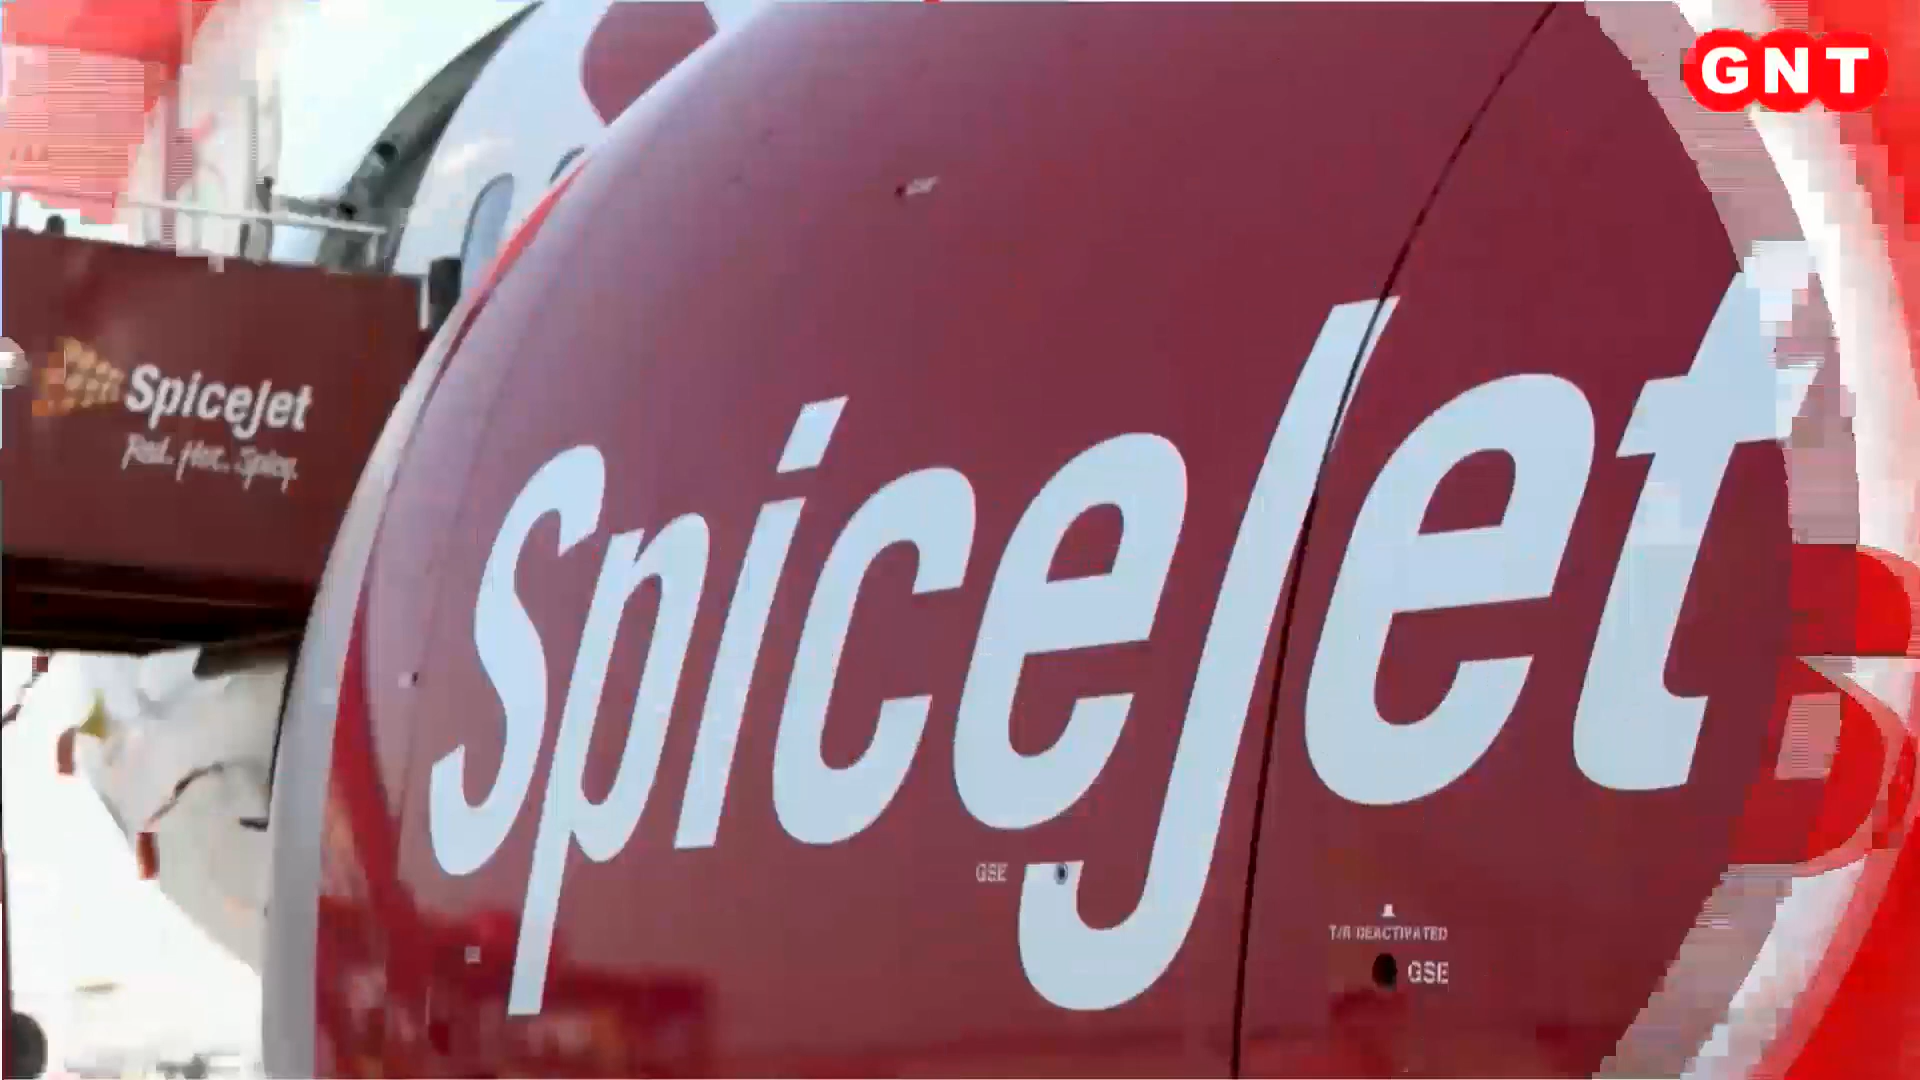 GNT
SpiceJet
Red. Hot. Spicy.
SpiceJet
GSE
T/R DEACTIVATED
GSE